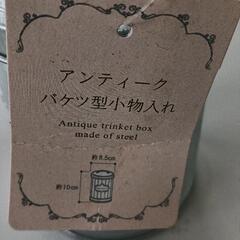 アンティーク
バケツ型小物入れ
Antique trinket box
made of steel
約8.5cm
約10cm